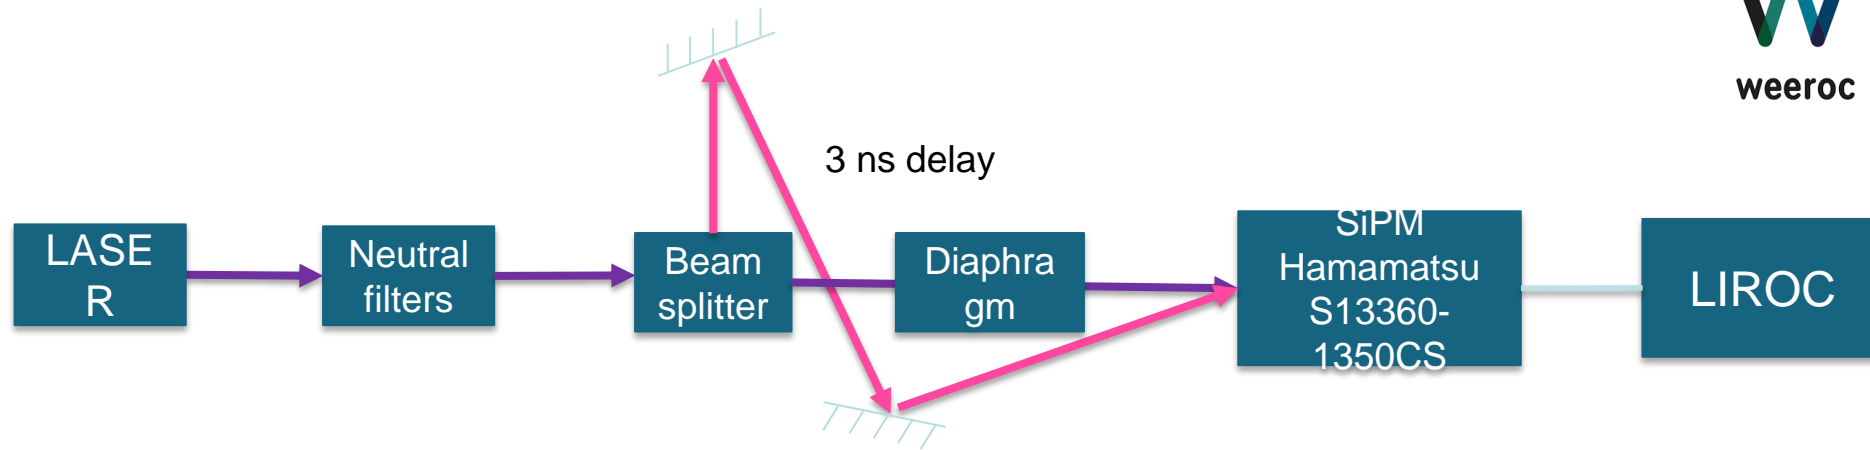 weeroc
3 ns delay
LASE
R
Neutral
filters
Beam
splitter
Diaphra
gm
SiPM
Hamamatsu
S13360-
1350CS
LIROC